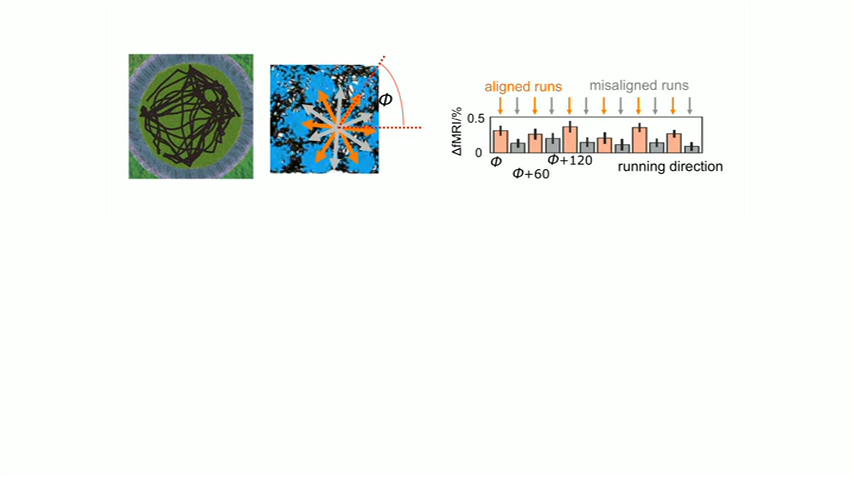 Φ
aligned runs misaligned runs
ΔfMRI/%
0.5
0
Φ
Φ+60
Φ+120
running direction